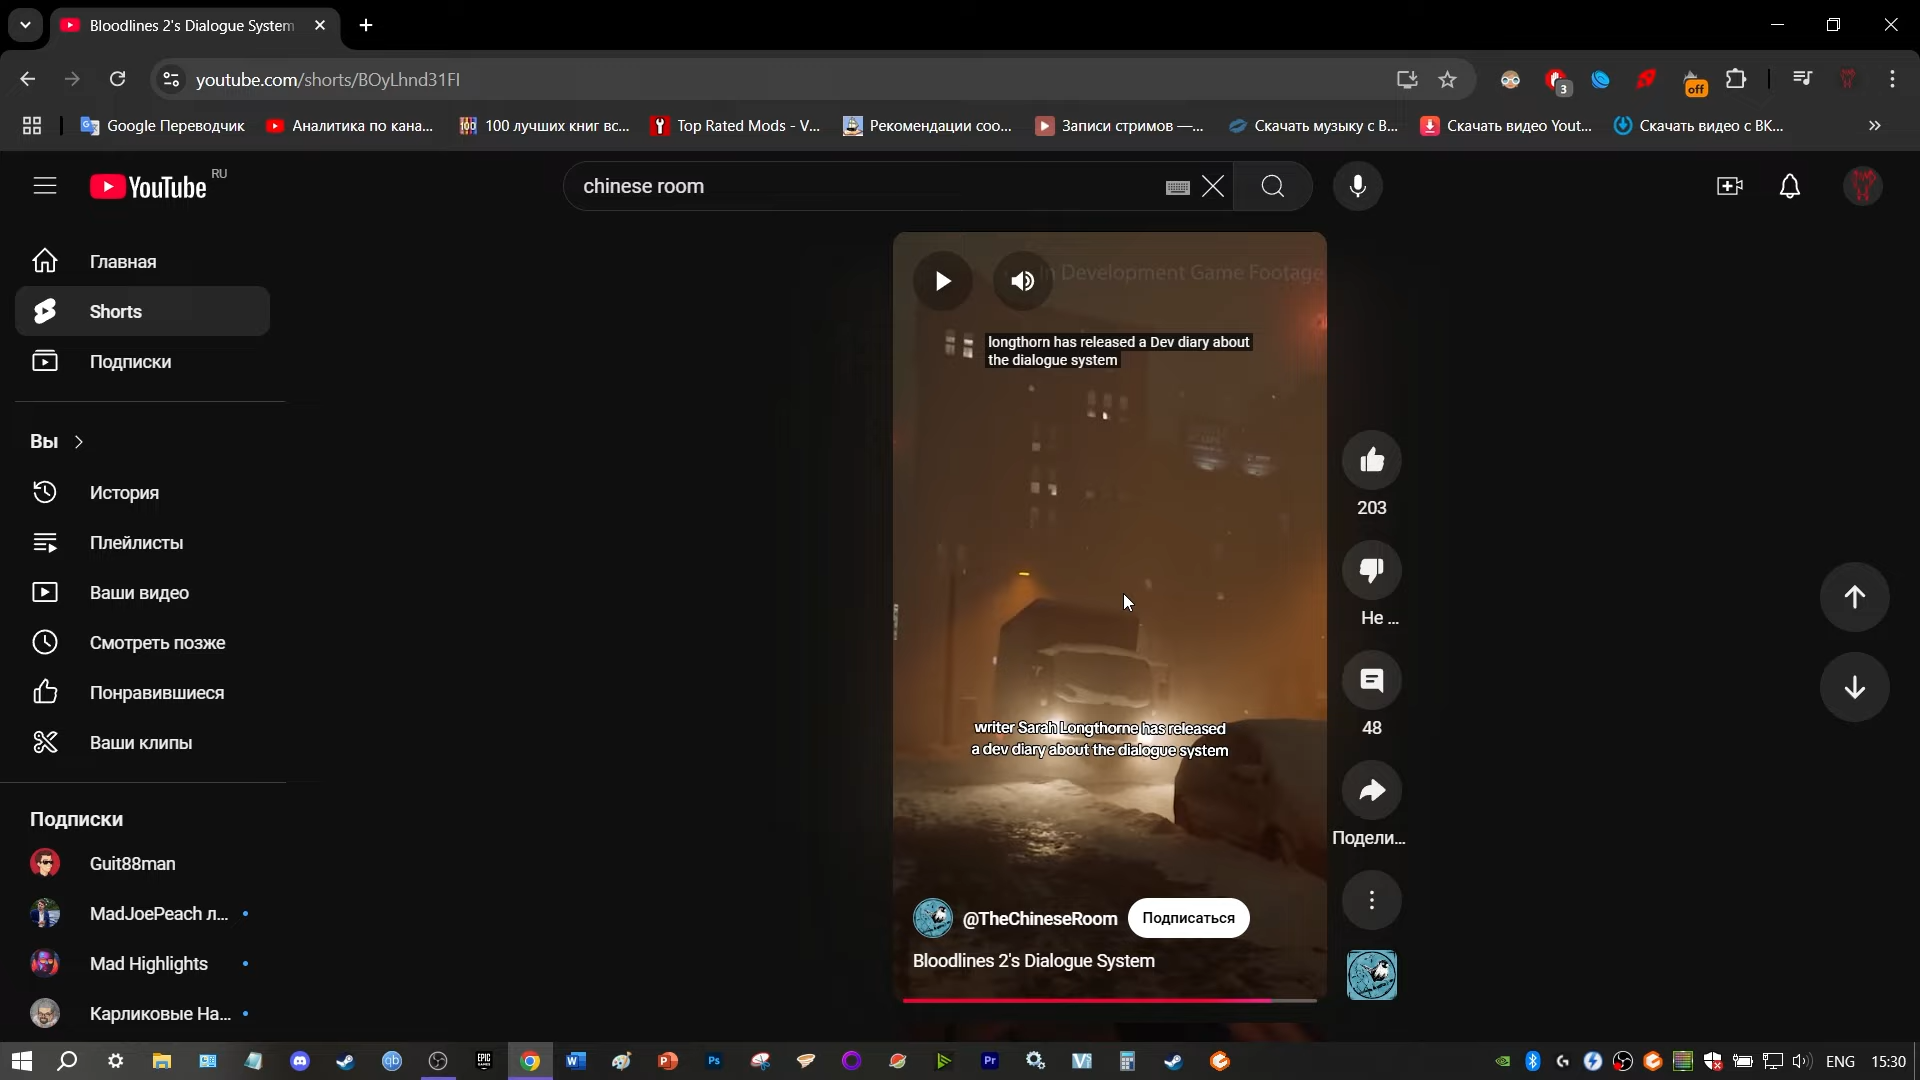 Bloodlines 2's Dialogue System
youtube.com/shorts/BOyLhnd31FI
3
off
Google Переводчик
Аналитика по кана...
100 лучших книг вс...
Top Rated Mods - V...
Рекомендации соо...
Записи стримов —...
Скачать музыку с В...
Скачать видео Yout...
Скачать видео с ВК...
YouTube
RU
chinese room
Главная
Shorts
Подписки
Вы
История
Плейлисты
Ваши видео
Смотреть позже
Понравившиеся
Ваши клипы
Подписки
Guit88man
MadJoePeach л...
Mad Highlights
Карликовые На...
In Development Game Footage
longthorn has released a Dev diary about
the dialogue system
writer Sarah Longthorne has released
a dev diary about the dialogue system
@TheChineseRoom
Подписаться
Bloodlines 2's Dialogue System
203
Не ...
48
Подели...
ENG
15:30